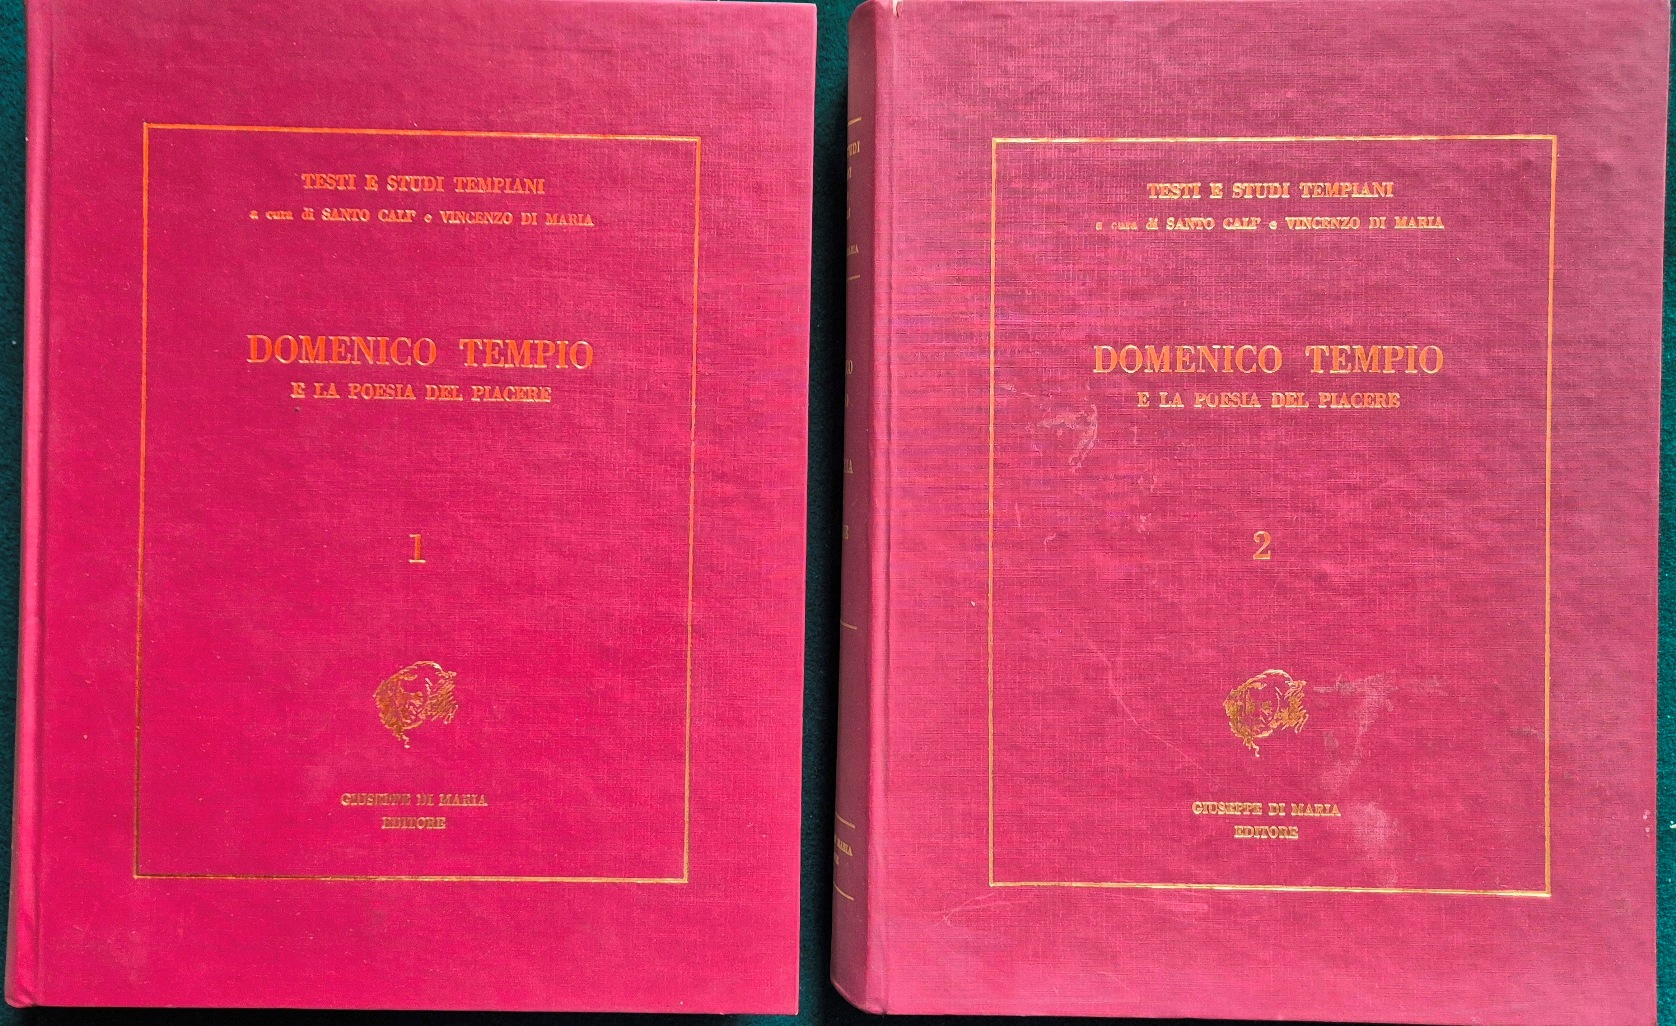 TESTI E STUDI TEMPIANI
a cura di SANTO CALI' e VINCENZO DI MARIA
DOMENICO TEMPIO
E LA POESIA DEL PIACERE
1
GIUSEPPE DI MARIA
EDITORE
TESTI E STUDI TEMPIANI
a cura di SANTO CALI' e VINCENZO DI MARIA
DOMENICO TEMPIO
E LA POESIA DEL PIACERE
2
GIUSEPPE DI MARIA
EDITORE